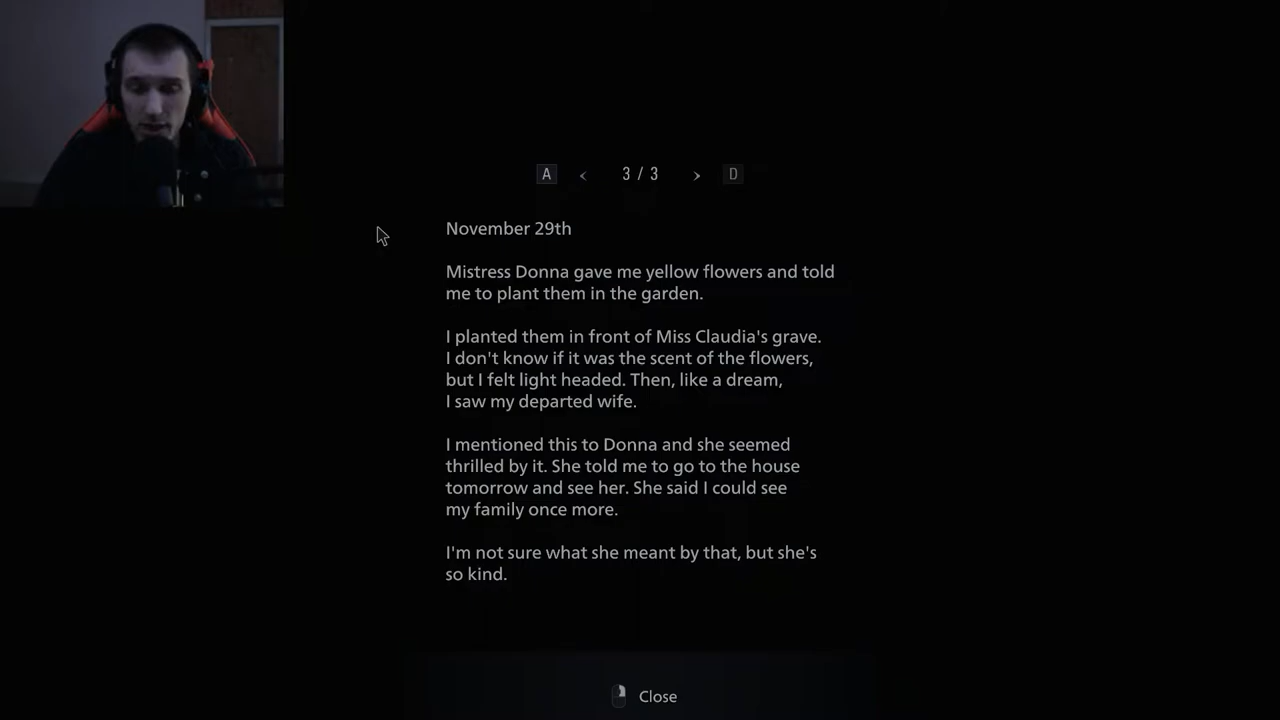 A < 3 / 3 > D
November 29th
Mistress Donna gave me yellow flowers and told
me to plant them in the garden.
I planted them in front of Miss Claudia's grave.
I don't know if it was the scent of the flowers,
but I felt light headed. Then, like a dream,
I saw my departed wife.
I mentioned this to Donna and she seemed
thrilled by it. She told me to go to the house
tomorrow and see her. She said I could see
my family once more.
I'm not sure what she meant by that, but she's
so kind.
Close